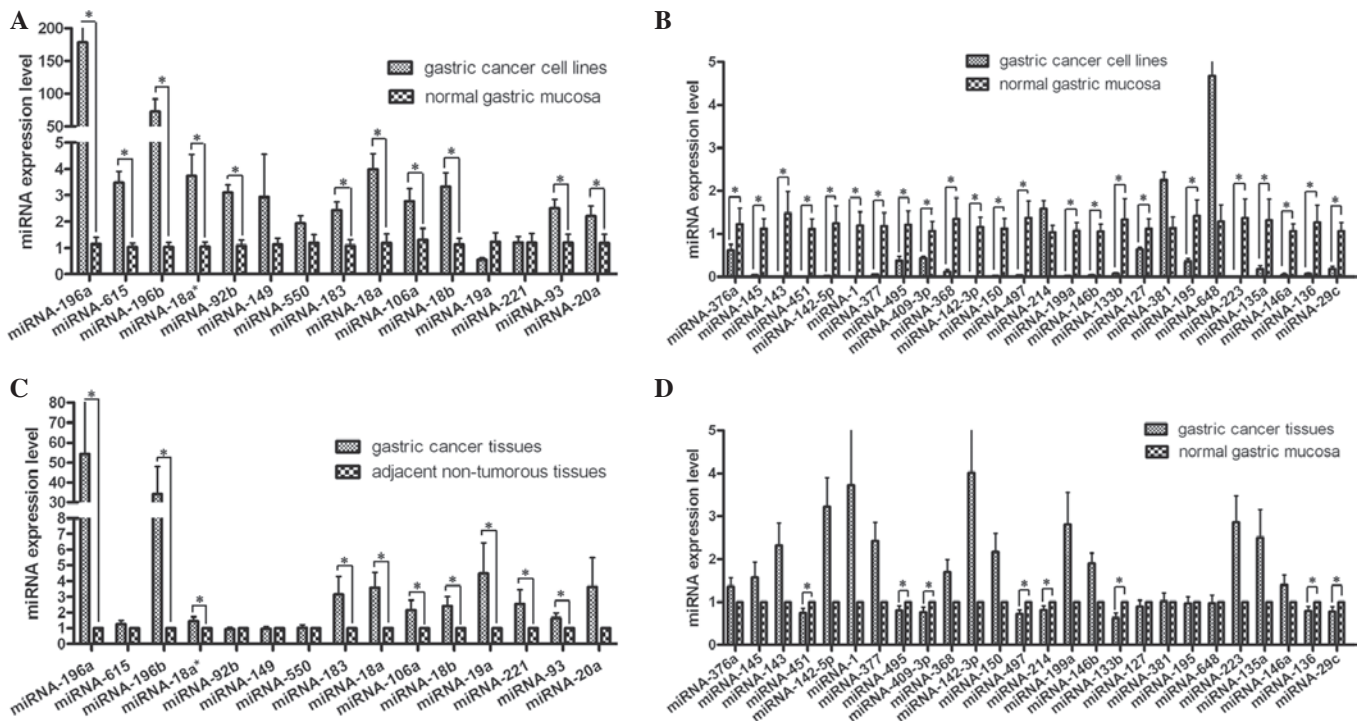 A
miRNA expression level
200
150
100
50
5
4
3
2
1
0
gastric cancer cell lines
normal gastric mucosa
* * * * * * * * * * *
miRNA-196a
miRNA-615
miRNA-196b
miRNA-18a*
miRNA-92b
miRNA-149
miRNA-550
miRNA-183
miRNA-18a
miRNA-106a
miRNA-18b
miRNA-19a
miRNA-221
miRNA-93
miRNA-20a
B
miRNA expression level
5
4
3
2
1
0
gastric cancer cell lines
normal gastric mucosa
* * * * * * * * * * * * * * * * * * * * * * * *
miRNA-376a
miRNA-145
miRNA-143
miRNA-451
miRNA-142-5p
miRNA-1
miRNA-377
miRNA-495
miRNA-409-3p
miRNA-368
miRNA-142-3p
miRNA-150
miRNA-497
miRNA-214
miRNA-199a
miRNA-146b
miRNA-133b
miRNA-127
miRNA-381
miRNA-195
miRNA-648
miRNA-223
miRNA-135a
miRNA-146a
miRNA-136
miRNA-29c
C
miRNA expression level
80
70
60
50
40
30
8
7
6
5
4
3
2
1
0
gastric cancer tissues
adjacent non-tumorous tissues
* * * * * * * * * *
miRNA-196a
miRNA-615
miRNA-196b
miRNA-18a*
miRNA-92b
miRNA-149
miRNA-550
miRNA-183
miRNA-18a
miRNA-106a
miRNA-18b
miRNA-19a
miRNA-221
miRNA-93
miRNA-20a
D
miRNA expression level
5
4
3
2
1
0
gastric cancer tissues
normal gastric mucosa
* * * * * * * *
miRNA-376a
miRNA-145
miRNA-143
miRNA-451
miRNA-142-5p
miRNA-1
miRNA-377
miRNA-495
miRNA-409-3p
miRNA-368
miRNA-142-3p
miRNA-150
miRNA-497
miRNA-214
miRNA-199a
miRNA-146b
miRNA-133b
miRNA-127
miRNA-381
miRNA-195
miRNA-648
miRNA-223
miRNA-135a
miRNA-146a
miRNA-136
miRNA-29c